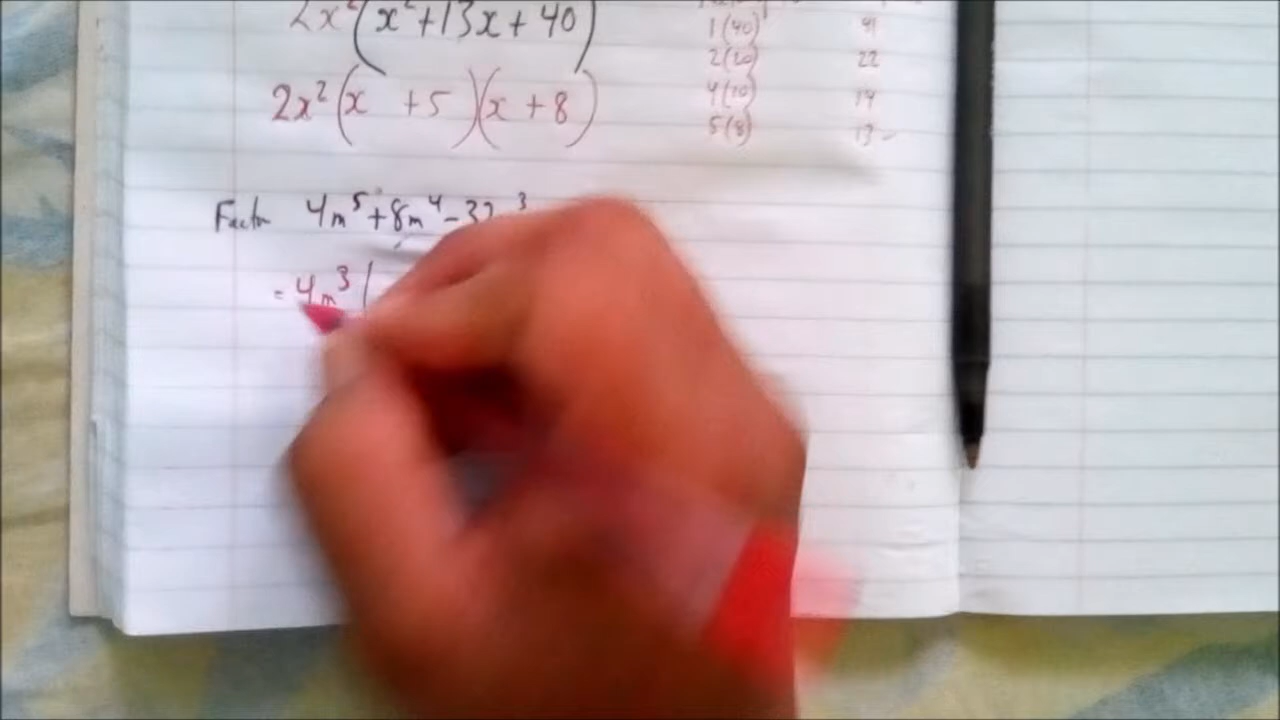 2x²(x²+13x+40)
1(40) 41
2(20) 22
4(10) 14
5(8) 13
2x²(x +5)(x +8)
Factor 4m⁵+8m⁴-32 ³
= 4m³(